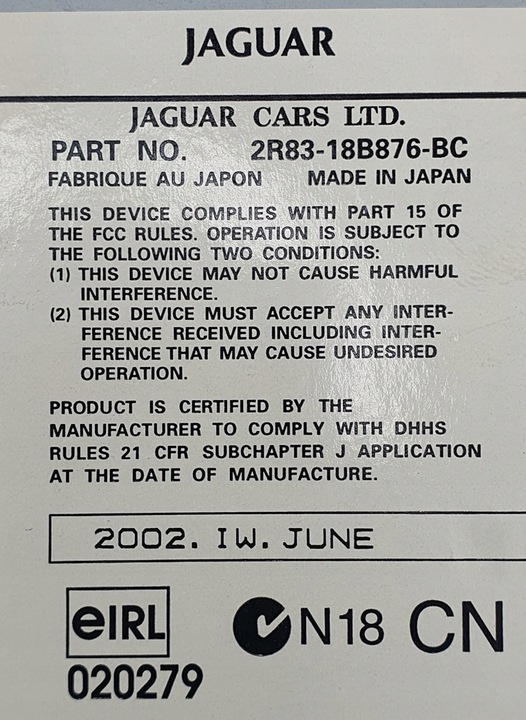 JAGUAR
JAGUAR CARS LTD.
PART NO. 2R83-18B876-BC
FABRIQUE AU JAPON MADE IN JAPAN
THIS DEVICE COMPLIES WITH PART 15 OF
THE FCC RULES. OPERATION IS SUBJECT TO
THE FOLLOWING TWO CONDITIONS:
(1) THIS DEVICE MAY NOT CAUSE HARMFUL
INTERFERENCE.
(2) THIS DEVICE MUST ACCEPT ANY INTER-
FERENCE RECEIVED INCLUDING INTER-
FERENCE THAT MAY CAUSE UNDESIRED
OPERATION.
PRODUCT IS CERTIFIED BY THE
MANUFACTURER TO COMPLY WITH DHHS
RULES 21 CFR SUBCHAPTER J APPLICATION
AT THE DATE OF MANUFACTURE.
2002. IW. JUNE
eIRL N18 CN
020279